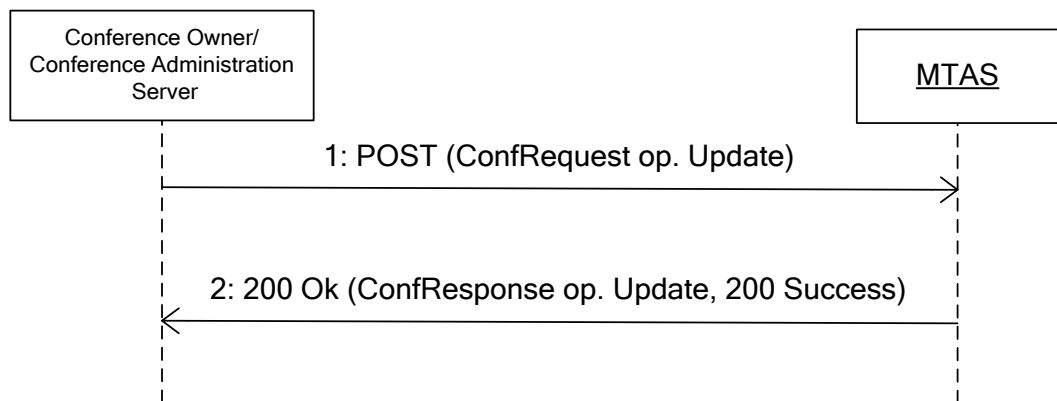 Conference Owner/
Conference Administration
Server
MTAS
1: POST (ConfRequest op. Update)
2: 200 Ok (ConfResponse op. Update, 200 Success)